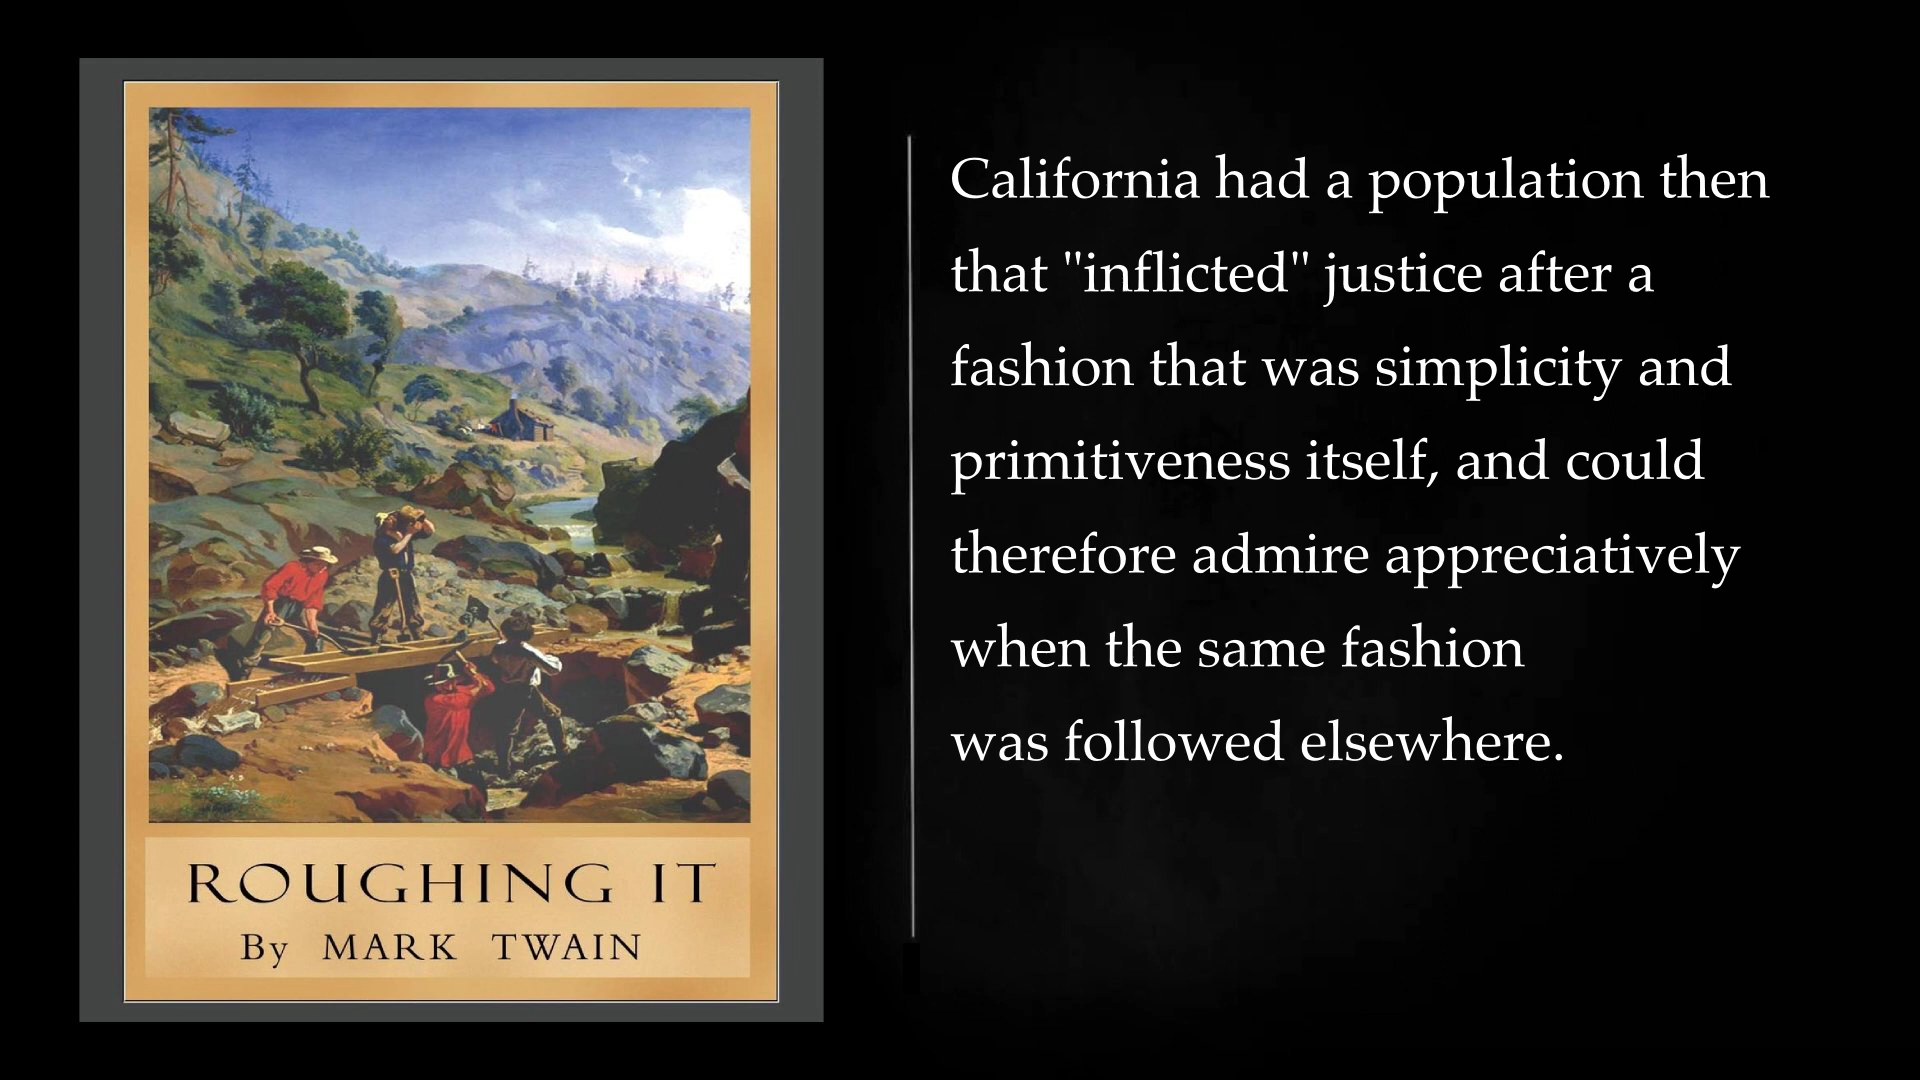 California had a population then
that "inflicted" justice after a
fashion that was simplicity and
primitiveness itself, and could
therefore admire appreciatively
when the same fashion
was followed elsewhere.
ROUGHING IT
By MARK TWAIN